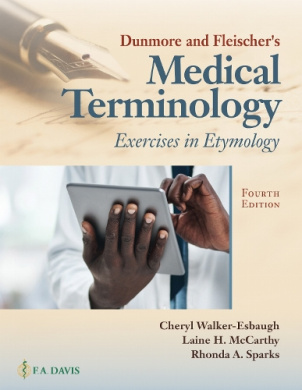 Dunmore and Fleischer's
Medical
Terminology
Exercises in Etymology
FOURTH
EDITION
Cheryl Walker-Esbaugh
Laine H. McCarthy
Rhonda A. Sparks
F.A. DAVIS